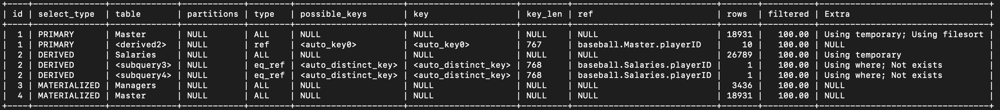 +----+--------------+-------------+------------+--------+---------------------+---------------------+---------+----------------------------+-------+----------+---------------------------------+
| id | select_type  | table       | partitions | type   | possible_keys       | key                 | key_len | ref                        | rows  | filtered | Extra                           |
+----+--------------+-------------+------------+--------+---------------------+---------------------+---------+----------------------------+-------+----------+---------------------------------+
|  1 | PRIMARY      | Master      | NULL       | ALL    | NULL                | NULL                | NULL    | NULL                       | 18931 |   100.00 | Using temporary; Using filesort |
|  1 | PRIMARY      | <derived2>  | NULL       | ref    | <auto_key0>         | <auto_key0>         | 767     | baseball.Master.playerID   |    10 |   100.00 | NULL                            |
|  2 | DERIVED      | Salaries    | NULL       | ALL    | NULL                | NULL                | NULL    | NULL                       | 26789 |   100.00 | Using temporary                 |
|  2 | DERIVED      | <subquery3> | NULL       | eq_ref | <auto_distinct_key> | <auto_distinct_key> | 768     | baseball.Salaries.playerID |     1 |   100.00 | Using where; Not exists         |
|  2 | DERIVED      | <subquery4> | NULL       | eq_ref | <auto_distinct_key> | <auto_distinct_key> | 768     | baseball.Salaries.playerID |     1 |   100.00 | Using where; Not exists         |
|  3 | MATERIALIZED | Managers    | NULL       | ALL    | NULL                | NULL                | NULL    | NULL                       |  3436 |   100.00 | NULL                            |
|  4 | MATERIALIZED | Master      | NULL       | ALL    | NULL                | NULL                | NULL    | NULL                       | 18931 |   100.00 | NULL                            |
+----+--------------+-------------+------------+--------+---------------------+---------------------+---------+----------------------------+-------+----------+---------------------------------+